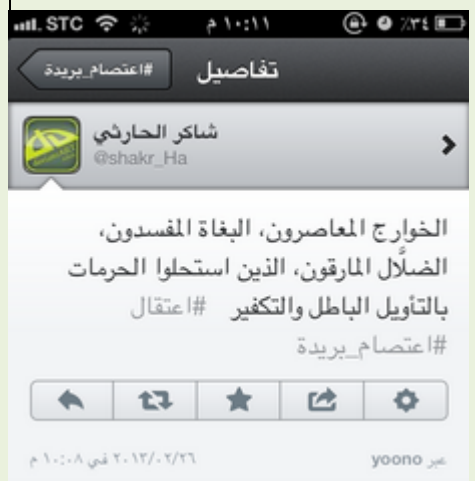 STC ١٠:١١ م ٪٣٤
#اعتصام_بريدة تفاصيل
شاكر الحارثي
@shakr_Ha
الخوارج المعاصرون، البغاة المفسدون،
الضلَّال المارقون، الذين استحلوا الحرمات
بالتأويل الباطل والتكفير #اعتقال
#اعتصام_بريدة
٢٠١٣/٠٢/٢٦ في ١٠:٠٨ م عبر yoono